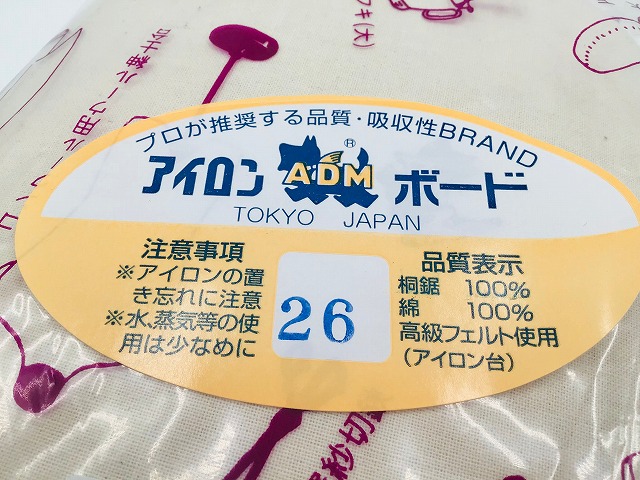 フキ(大)
プロが推奨する品質・吸収性BRAND
アイロン ADM® ボード
TOKYO JAPAN
注意事項
※アイロンの置
き忘れに注意
※水、蒸気等の使
用は少なめに
26
品質表示
桐鋸 100%
綿 100%
高級フェルト使用
(アイロン台)